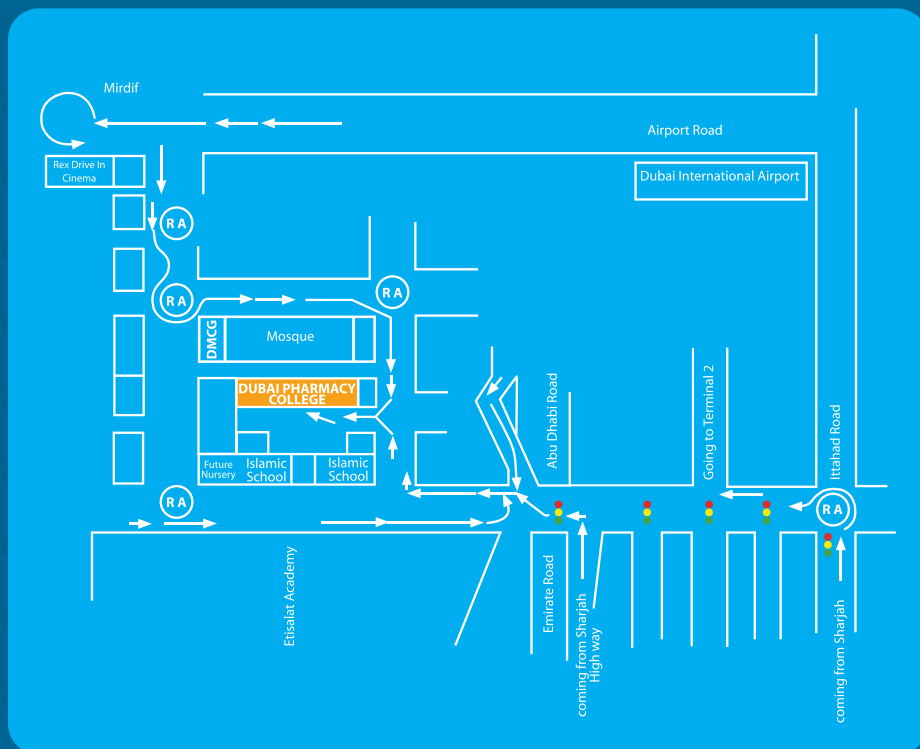 Mirdif
Airport Road
Rex Drive In
Cinema
Dubai International Airport
R A
R A
R A
DMCG
Mosque
DUBAI PHARMACY
COLLEGE
Abu Dhabi Road
Going to Terminal 2
Ittahad Road
Future
Nursery
Islamic
School
Islamic
School
R A
R A
Etisalat Academy
Emirate Road
coming from Sharjah
High way
coming from Sharjah